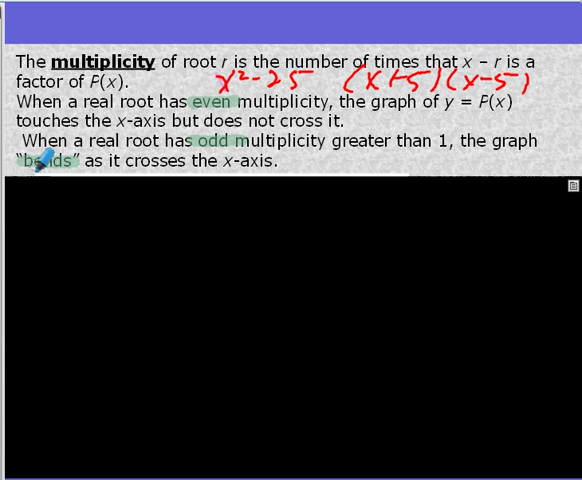 The multiplicity of root r is the number of times that x – r is a
factor of P(x).
x²-25 (x+5)(x-5)
When a real root has even multiplicity, the graph of y = P(x)
touches the x-axis but does not cross it.
When a real root has odd multiplicity greater than 1, the graph
“bends” as it crosses the x-axis.